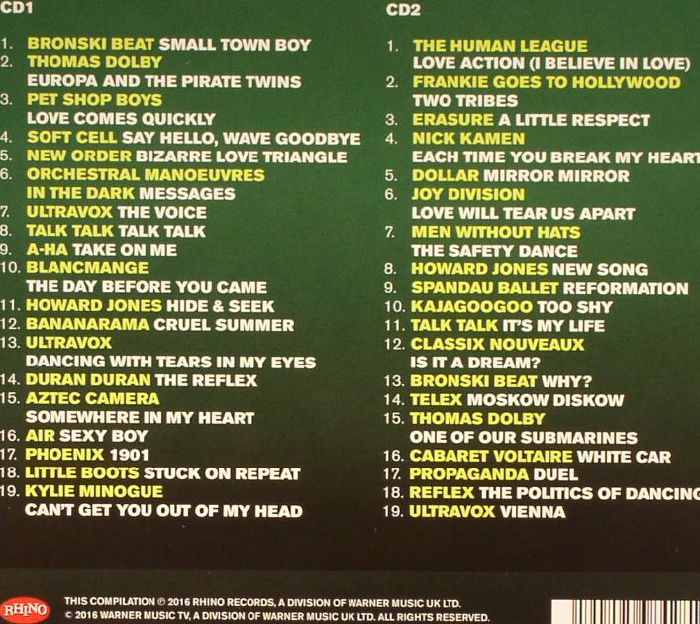 CD1
1. BRONSKI BEAT SMALL TOWN BOY
2. THOMAS DOLBY
EUROPA AND THE PIRATE TWINS
3. PET SHOP BOYS
LOVE COMES QUICKLY
4. SOFT CELL SAY HELLO, WAVE GOODBYE
5. NEW ORDER BIZARRE LOVE TRIANGLE
6. ORCHESTRAL MANOEUVRES
IN THE DARK MESSAGES
7. ULTRAVOX THE VOICE
8. TALK TALK TALK TALK
9. A-HA TAKE ON ME
10. BLANCMANGE
THE DAY BEFORE YOU CAME
11. HOWARD JONES HIDE & SEEK
12. BANANARAMA CRUEL SUMMER
13. ULTRAVOX
DANCING WITH TEARS IN MY EYES
14. DURAN DURAN THE REFLEX
15. AZTEC CAMERA
SOMEWHERE IN MY HEART
16. AIR SEXY BOY
17. PHOENIX 1901
18. LITTLE BOOTS STUCK ON REPEAT
19. KYLIE MINOGUE
CAN'T GET YOU OUT OF MY HEAD
CD2
1. THE HUMAN LEAGUE
LOVE ACTION (I BELIEVE IN LOVE)
2. FRANKIE GOES TO HOLLYWOOD
TWO TRIBES
3. ERASURE A LITTLE RESPECT
4. NICK KAMEN
EACH TIME YOU BREAK MY HEART
5. DOLLAR MIRROR MIRROR
6. JOY DIVISION
LOVE WILL TEAR US APART
7. MEN WITHOUT HATS
THE SAFETY DANCE
8. HOWARD JONES NEW SONG
9. SPANDAU BALLET REFORMATION
10. KAJAGOOGOO TOO SHY
11. TALK TALK IT'S MY LIFE
12. CLASSIX NOUVEAUX
IS IT A DREAM?
13. BRONSKI BEAT WHY?
14. TELEX MOSKOW DISKOW
15. THOMAS DOLBY
ONE OF OUR SUBMARINES
16. CABARET VOLTAIRE WHITE CAR
17. PROPAGANDA DUEL
18. REFLEX THE POLITICS OF DANCING
19. ULTRAVOX VIENNA
RHINO
THIS COMPILATION ℗ 2016 RHINO RECORDS, A DIVISION OF WARNER MUSIC UK LTD.
© 2016 WARNER MUSIC TV, A DIVISION OF WARNER MUSIC UK LTD. ALL RIGHTS RESERVED.